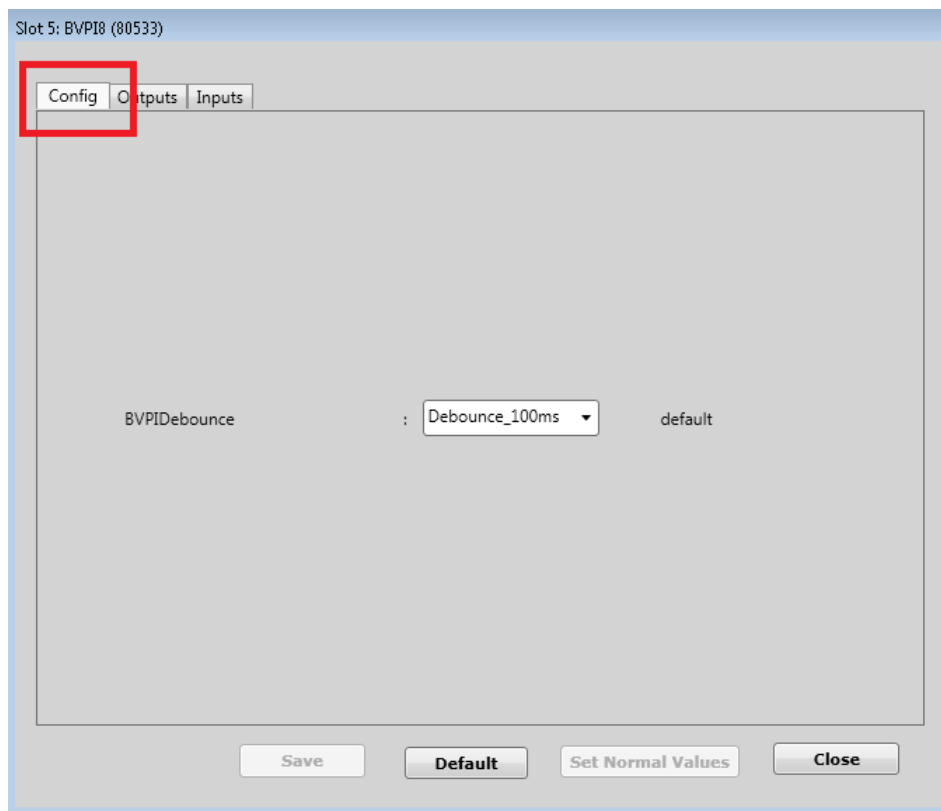 Slot 5: BVPI8 (80533)
Config Outputs Inputs
BVPIDebounce : Debounce_100ms default
Save Default Set Normal Values Close